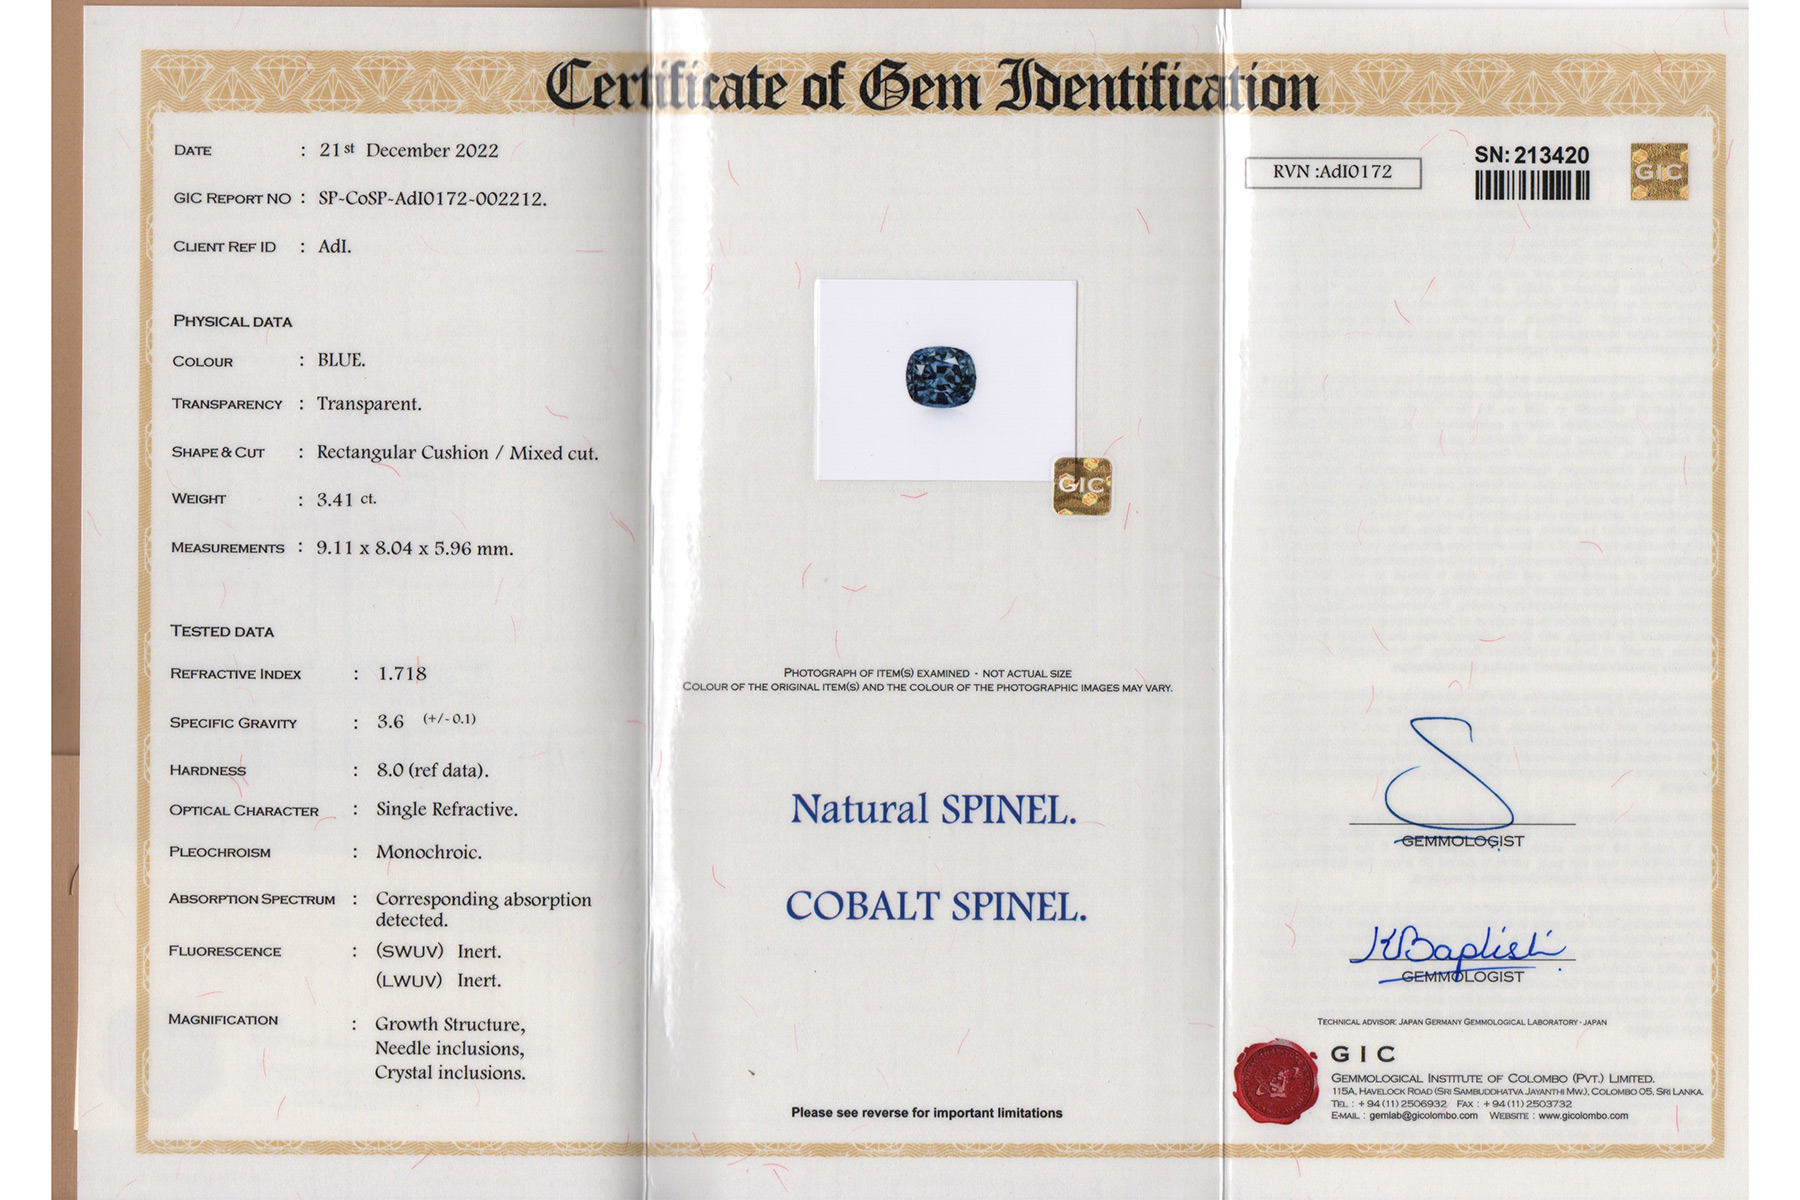 Certificate of Gem Identification
DATE : 21st December 2022
GIC REPORT NO : SP-CoSP-AdI0172-002212.
CLIENT REF ID : AdI.
PHYSICAL DATA
COLOUR : BLUE.
TRANSPARENCY : Transparent.
SHAPE & CUT : Rectangular Cushion / Mixed cut.
WEIGHT : 3.41 ct.
MEASUREMENTS : 9.11 x 8.04 x 5.96 mm.
TESTED DATA
REFRACTIVE INDEX : 1.718
SPECIFIC GRAVITY : 3.6 (+/- 0.1)
HARDNESS : 8.0 (ref data).
OPTICAL CHARACTER : Single Refractive.
PLEOCHROISM : Monochroic.
ABSORPTION SPECTRUM : Corresponding absorption
detected.
FLUORESCENCE : (SWUV) Inert.
(LWUV) Inert.
MAGNIFICATION : Growth Structure,
Needle inclusions,
Crystal inclusions.
GIC
PHOTOGRAPH OF ITEM(S) EXAMINED - NOT ACTUAL SIZE
COLOUR OF THE ORIGINAL ITEM(S) AND THE COLOUR OF THE PHOTOGRAPHIC IMAGES MAY VARY.
Natural SPINEL.
COBALT SPINEL.
Please see reverse for important limitations
RVN :AdI0172
SN: 213420
GIC
GEMMOLOGIST
KBaptisti
GEMMOLOGIST
TECHNICAL ADVISOR: JAPAN GERMANY GEMMOLOGICAL LABORATORY - JAPAN
GIC
GEMMOLOGICAL INSTITUTE OF COLOMBO (PVT.) LIMITED.
115A, HAVELOCK ROAD (SRI SAMBUDDHATVA JAYANTHI MW.), COLOMBO 05, SRI LANKA.
TEL : + 94 (11) 2506932 FAX : + 94 (11) 2503732
E-MAIL : gemlab@gicolombo.com WEBSITE : www.gicolombo.com